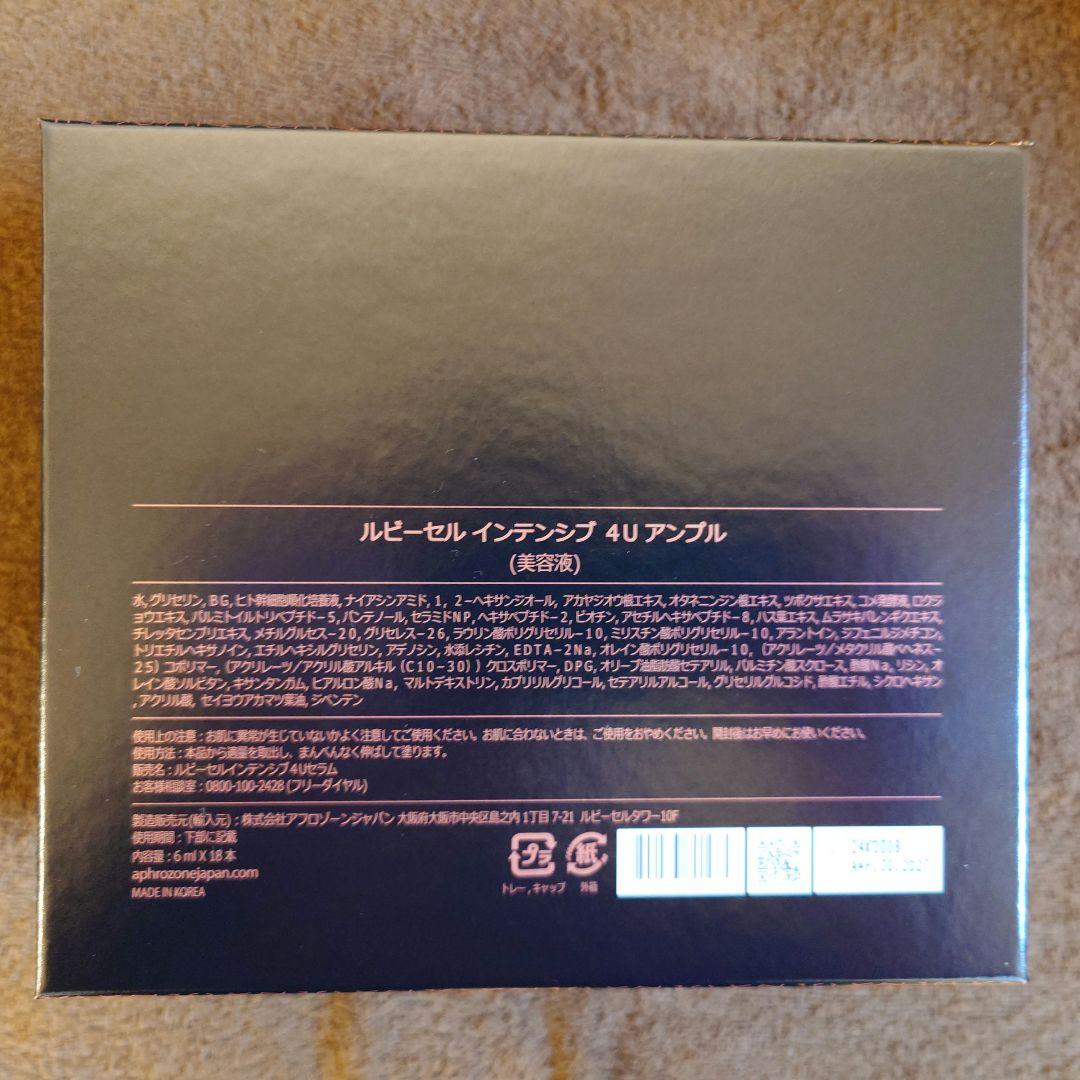 ルビーセル インテンシブ 4U アンプル
(美容液)
水, グリセリン, BG, ヒト幹細胞順化培養液, ナイアシンアミド, 1, 2-ヘキサンジオール, アカヤジオウ根エキス, オタネニンジン根エキス, ツボクサエキス, コメ発酵液, ロクジ
ョウエキス, パルミトイルトリペプチド-5, パンテノール, セラミドNP, ヘキサペプチド-2, ビオチン, アセチルヘキサペプチド-8, ハス葉エキス, ムラサキバレンギクエキス,
チレッタセンブリエキス, メチルグルセス-20, グリセレス-26, ラウリン酸ポリグリセリル-10, ミリスチン酸ポリグリセリル-10, アラントイン, ジフェニルジメチコン,
トリエチルヘキサノイン, エチルヘキシルグリセリン, アデノシン, 水添レシチン, EDTA-2Na, オレイン酸ポリグリセリル-10, (アクリレーツ/メタクリル酸ベヘネス-
25) コポリマー, (アクリレーツ/アクリル酸アルキル (C10-30)) クロスポリマー, DPG, オリーブ油脂肪酸セテアリル, パルミチン酸スクロース, 酢酸Na, リシン, オ
レイン酸ソルビタン, キサンタンガム, ヒアルロン酸Na, マルトデキストリン, カプリリルグリコール, セテアリルアルコール, グリセリルグルコシド, 酢酸エチル, シクロヘキサン
, アクリル酸, セイヨウアカマツ葉油, ジペンテン
使用上の注意 : お肌に異常が生じていないかよく注意してご使用ください。お肌に合わないときは、ご使用をおやめください。開封後はお早めにお使いください。
使用方法 : 本品から適量を取出し、まんべんなく伸ばして塗ります。
販売名 : ルビーセルインテンシブ4Uセラム
お客様相談室 : 0800-100-2428 (フリーダイヤル)
製造販売元(輸入元) : 株式会社アフロゾーンジャパン 大阪府大阪市中央区島之内 1丁目 7-21 ルビーセルタワー10F
使用期間 : 下部に記載
内容量 : 6 ml X 18 本
aphrozonejapan.com
MADE IN KOREA
プラ
紙
トレー, キャップ
外箱